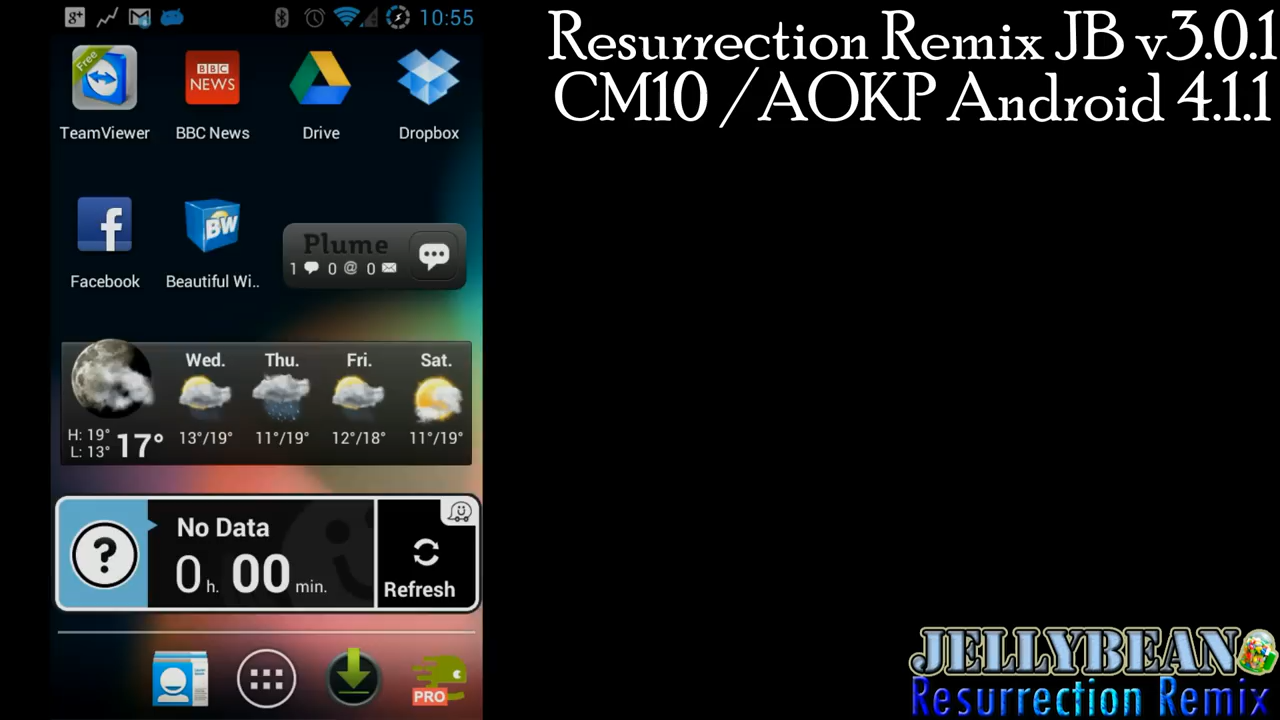 g+ 10:55
Resurrection Remix JB v3.0.1
CM10 /AOKP Android 4.1.1
Free
BBC
NEWS
TeamViewer BBC News Drive Dropbox
f BW
Plume
1 0 @ 0
Facebook Beautiful Wi..
Wed. Thu. Fri. Sat.
H: 19°
L: 13°
17°
13°/19° 11°/19° 12°/18° 11°/19°
?
No Data
0 h. 00 min.
Refresh
PRO
JELLYBEAN
Resurrection Remix